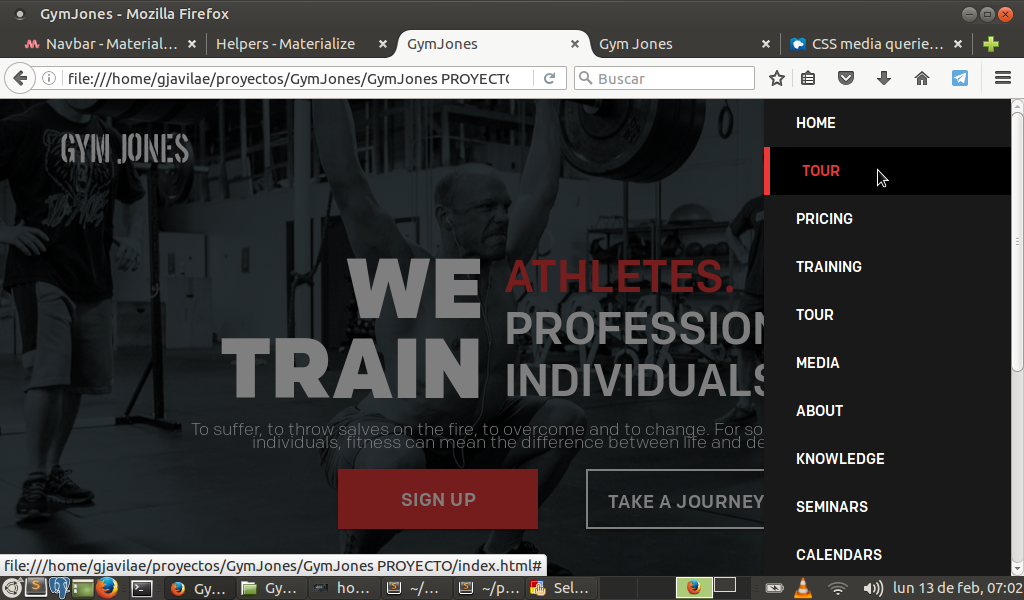 GymJones - Mozilla Firefox
Navbar - Material... × Helpers - Materialize × GymJones × Gym Jones × CSS media querie... ×
file:///home/gjavilae/proyectos/GymJones/GymJones PROYECTO
Buscar
GYM JONES
HOME
TOUR
PRICING
TRAINING
TOUR
MEDIA
ABOUT
KNOWLEDGE
SEMINARS
CALENDARS
WE
TRAIN
ATHLETES.
PROFESSION
INDIVIDUALS
To suffer, to throw salves on the fire, to overcome and to change. For so
individuals, fitness can mean the difference between life and de
SIGN UP
TAKE A JOURNEY
file:///home/gjavilae/proyectos/GymJones/GymJones PROYECTO/index.html#
Gy... Gy... ho... ~/... ~/p... Sel... lun 13 de feb, 07:02